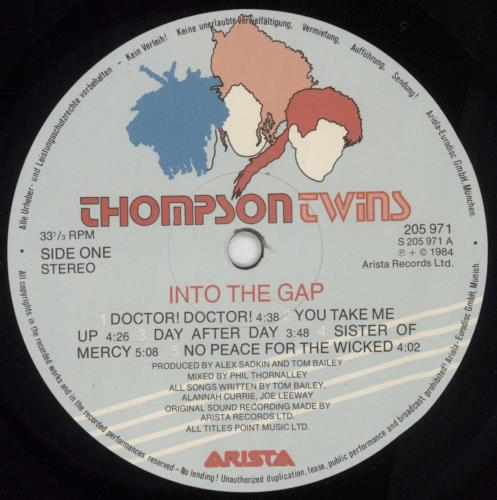 Alle Urheber- und Leistungsschutzrechte vorbehalten - Kein Verleih! Keine unerlaubte Vervielfältigung, Vermietung, Aufführung, Sendung! Ariola-Eurodisc GmbH, München.
THOMPSON TWINS
33 1/3 RPM
SIDE ONE
STEREO
205 971
S 205 971 A
℗ + © 1984
Arista Records Ltd.
INTO THE GAP
1 DOCTOR! DOCTOR! 4:38 2 YOU TAKE ME
UP 4:26 3 DAY AFTER DAY 3:48 4 SISTER OF
MERCY 5:08 5 NO PEACE FOR THE WICKED 4:02
PRODUCED BY ALEX SADKIN AND TOM BAILEY
MIXED BY PHIL THORNALLEY
ALL SONGS WRITTEN BY TOM BAILEY,
ALANNAH CURRIE, JOE LEEWAY
ORIGINAL SOUND RECORDING MADE BY
ARISTA RECORDS LTD.
ALL TITLES POINT MUSIC LTD.
ARISTA
All copyrights in the recorded works and in the recorded performances reserved - No lending! Unauthorized duplication, lease, public performance and broadcast prohibited! Ariola-Eurodisc GmbH, Munich.